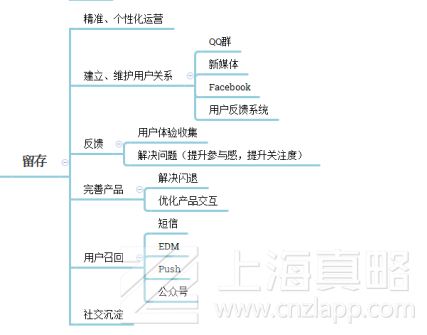 精准、个性化运营
QQ群
新媒体
建立、维护用户关系
Facebook
用户反馈系统
用户体验收集
反馈
解决问题（提升参与感，提升关注度）
留存
解决闪退
完善产品
优化产品交互
短信
EDM
用户召回
Push
公众号
社交沉淀
上海真略
www.cnzlapp.com